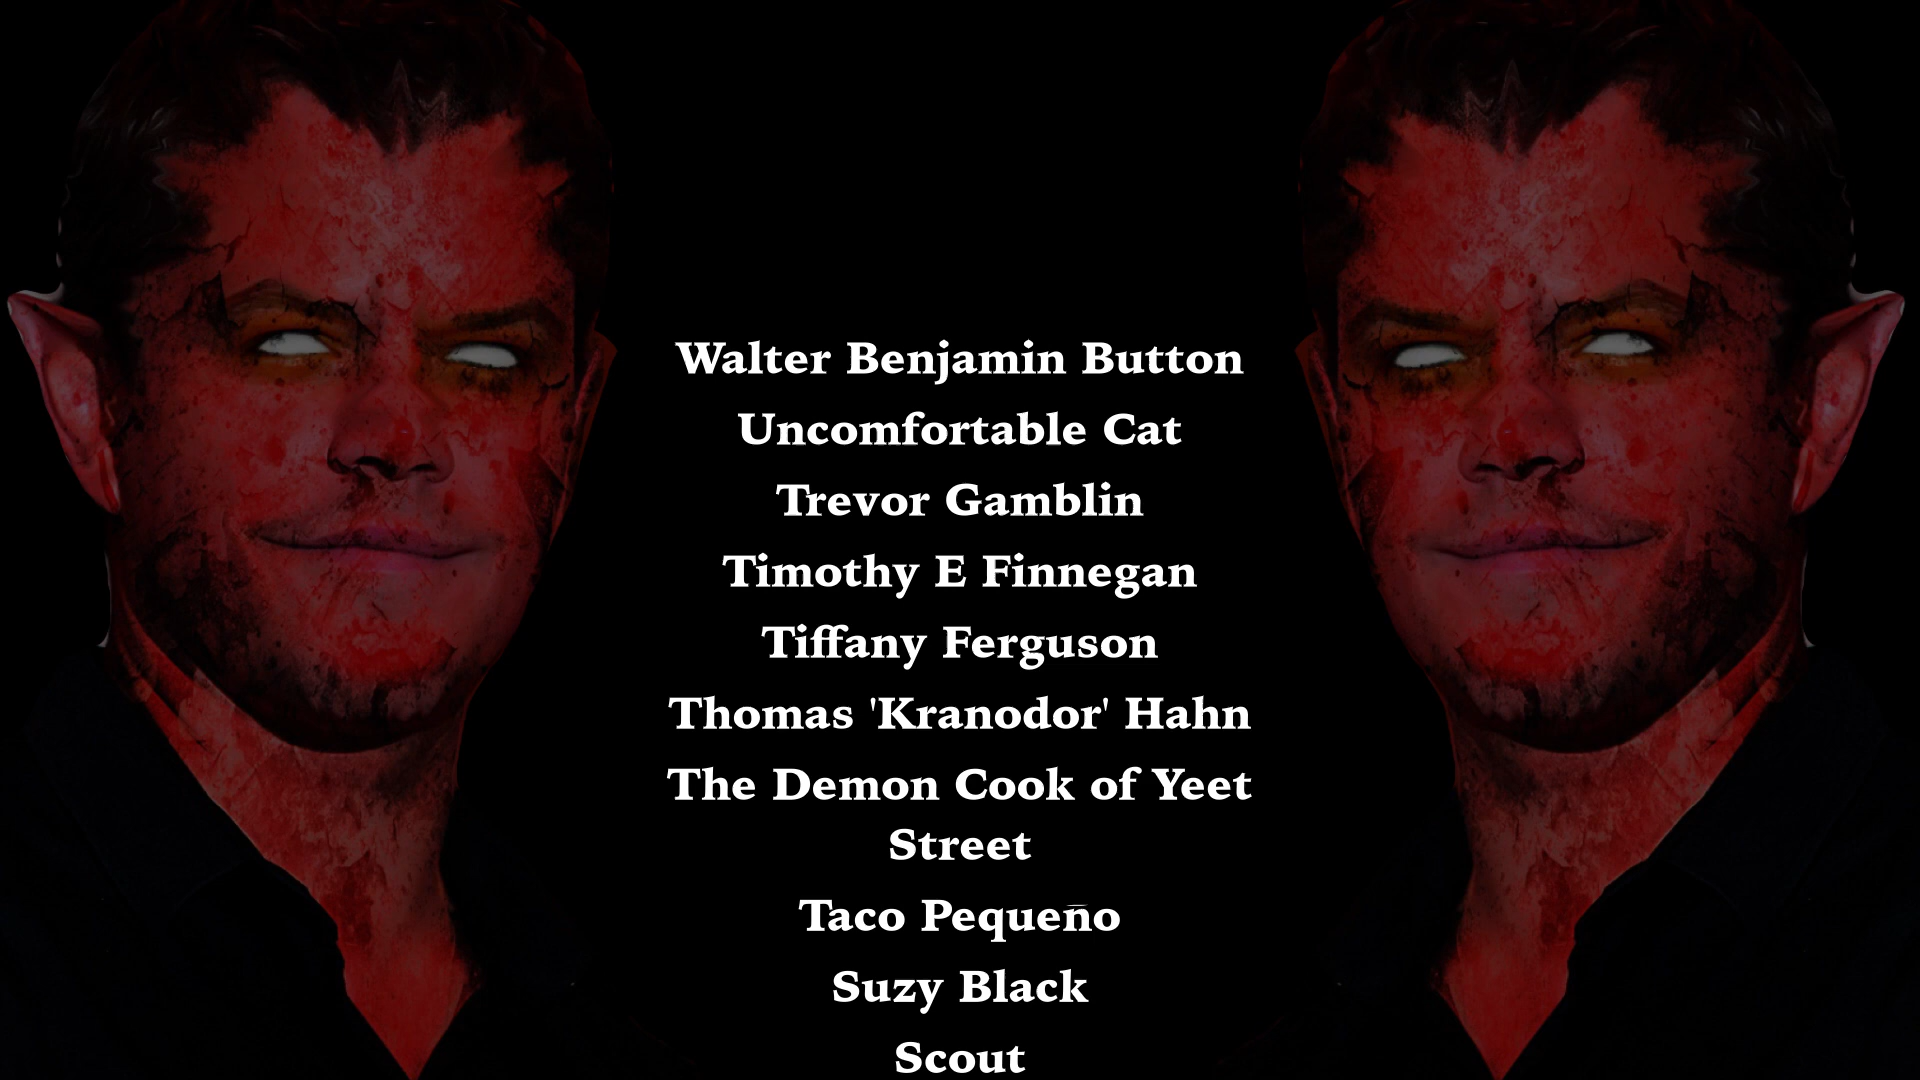 Walter Benjamin Button
Uncomfortable Cat
Trevor Gamblin
Timothy E Finnegan
Tiffany Ferguson
Thomas 'Kranodor' Hahn
The Demon Cook of Yeet
Street
Taco Pequeño
Suzy Black
Scout